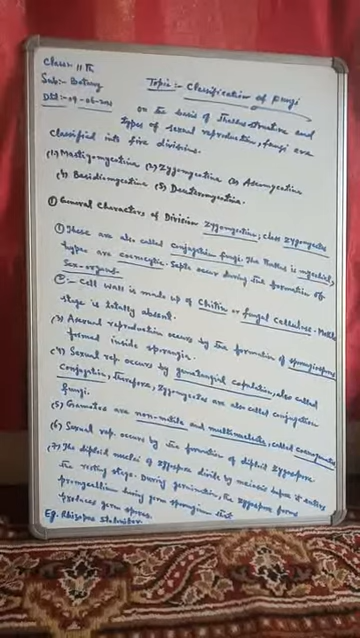 Class:- 11th
Sub:- Botany
Topic:- Classification of fungi
on the basis of Thallus structure and
types of sexual reproduction, fungi are
Classified into five divisions.
(1) Mastigomycotina (2) Zygomycotina (3) Ascomycotina
(4) Basidiomycotina (5) Deuteromycotina.
① General Characters of Division Zygomycotina, class Zygomycetes
① These are also called Conjugation fungi. The thallus is mycelial,
hypae are coenocytic. Septa occur during the formation of
Sex-organs.
②:- Cell wall is made up of Chitin or fungal Cellulose. Motile
stage is totally absent.
(3) Asexual reproduction occurs by the formation of sporangiospores
formed inside sporangia.
(4) Sexual rep. occurs by gametangial copulation, also called
Conjugation, Therefore, Zygomycetes are also called conjugation
fungi.
(5) Gametes are non-motile and multinucleate, called coenogametes
(6) Sexual rep. occurs by the formation of diploid zygospore
(7) The diploid nuclei of zygospore divide by meiosis before it enters
the resting stage. During germination, the zygospore forms
promycelium bearing germ sporangium that
produces germ spores.
Eg. Rhizopus stolonifer.